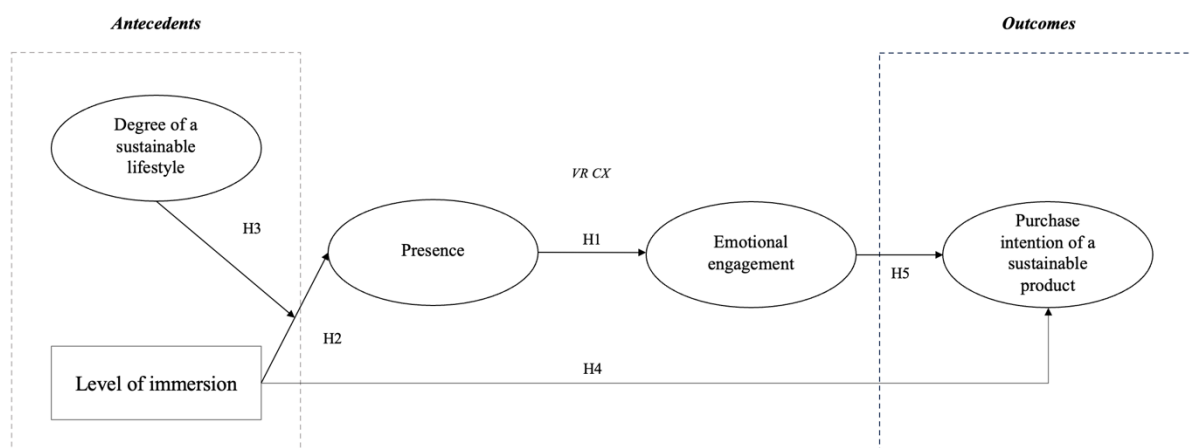 Antecedents
Outcomes
Degree of a
sustainable
lifestyle
VR CX
H3
Presence
H1
Emotional
engagement
H5
Purchase
intention of a
sustainable
product
H2
Level of immersion
H4